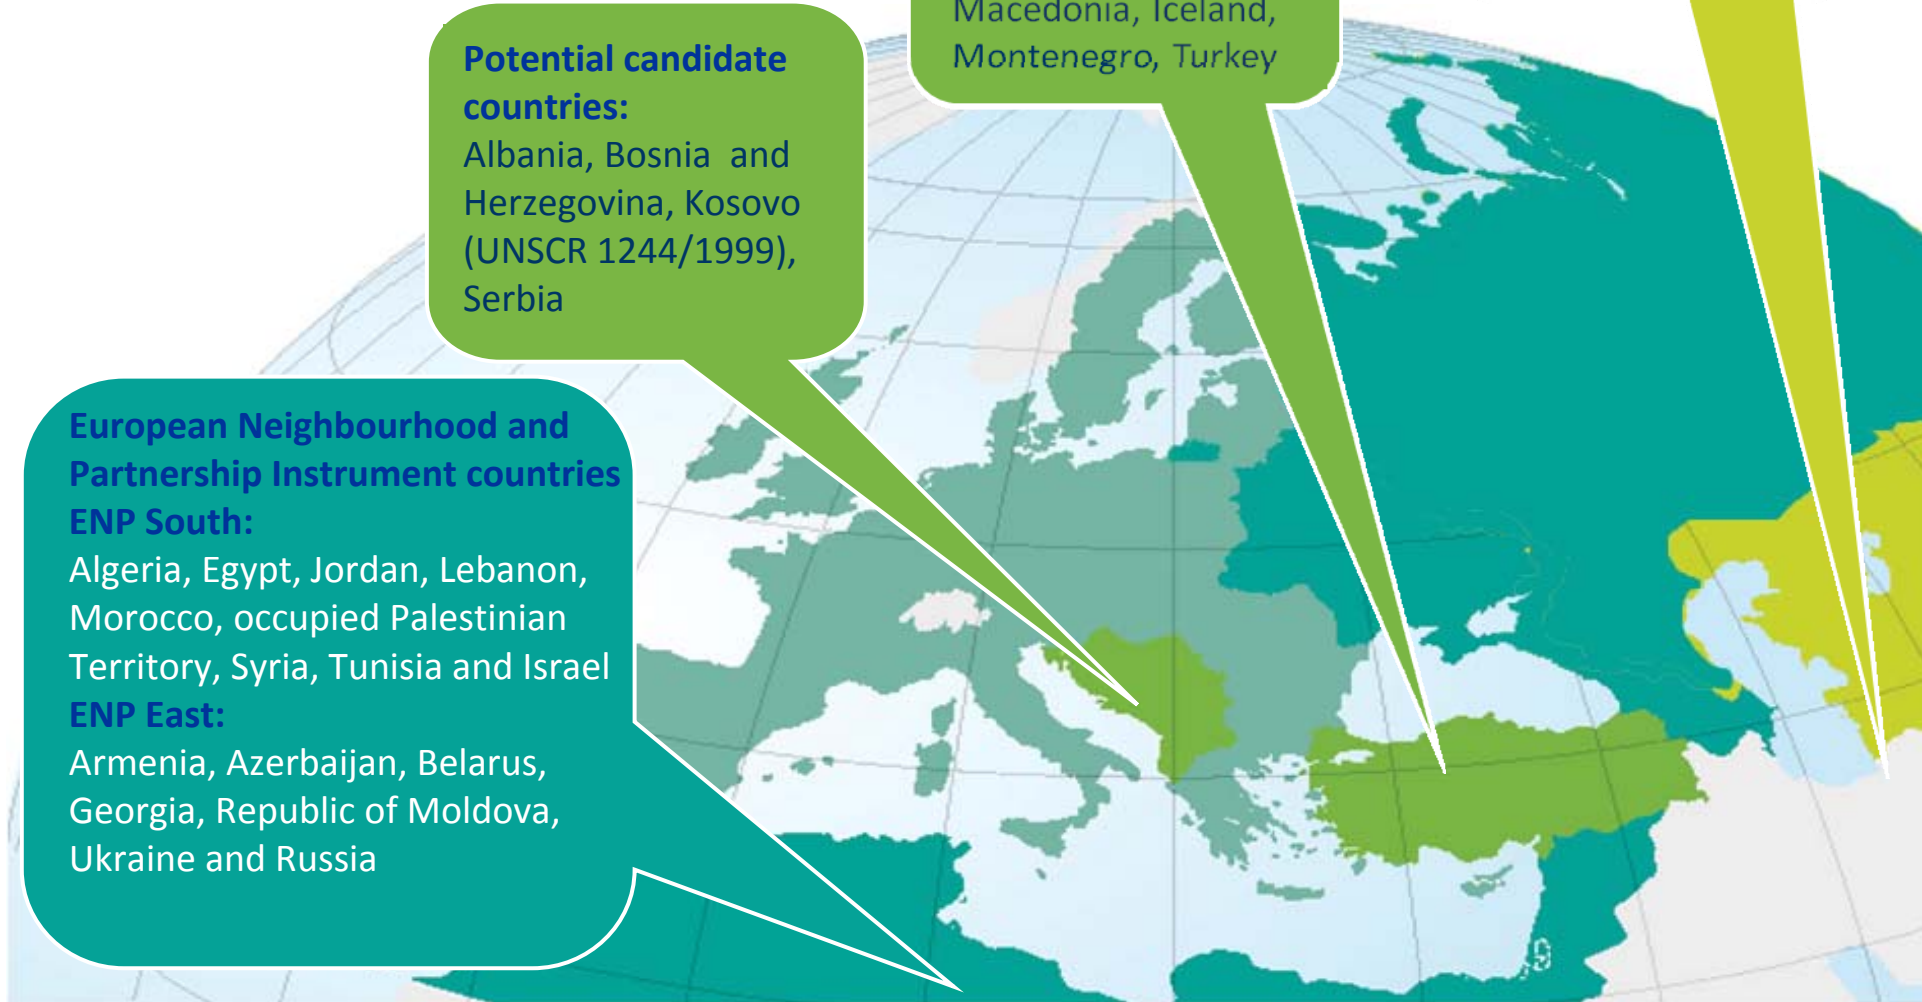 Macedonia, Iceland,
Montenegro, Turkey
Potential candidate
countries:
Albania, Bosnia and
Herzegovina, Kosovo
(UNSCR 1244/1999),
Serbia
European Neighbourhood and
Partnership Instrument countries
ENP South:
Algeria, Egypt, Jordan, Lebanon,
Morocco, occupied Palestinian
Territory, Syria, Tunisia and Israel
ENP East:
Armenia, Azerbaijan, Belarus,
Georgia, Republic of Moldova,
Ukraine and Russia